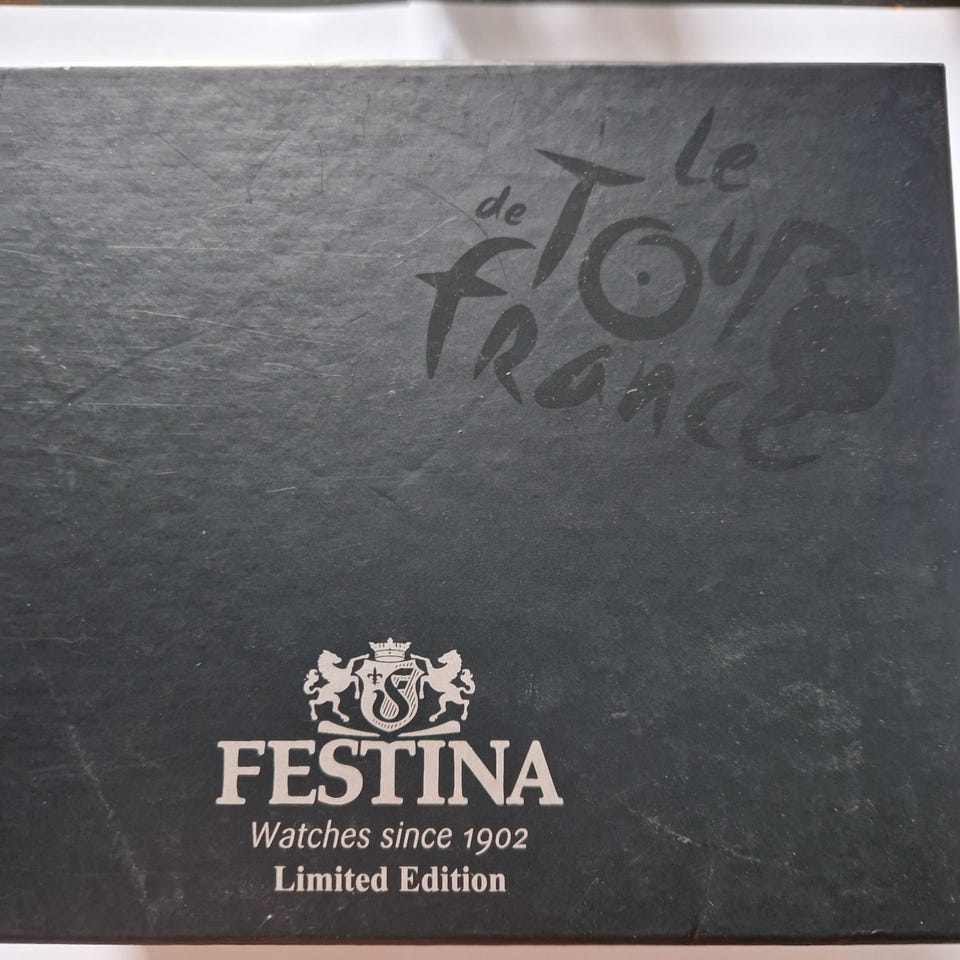 Le
de Tour
France
FESTINA
Watches since 1902
Limited Edition